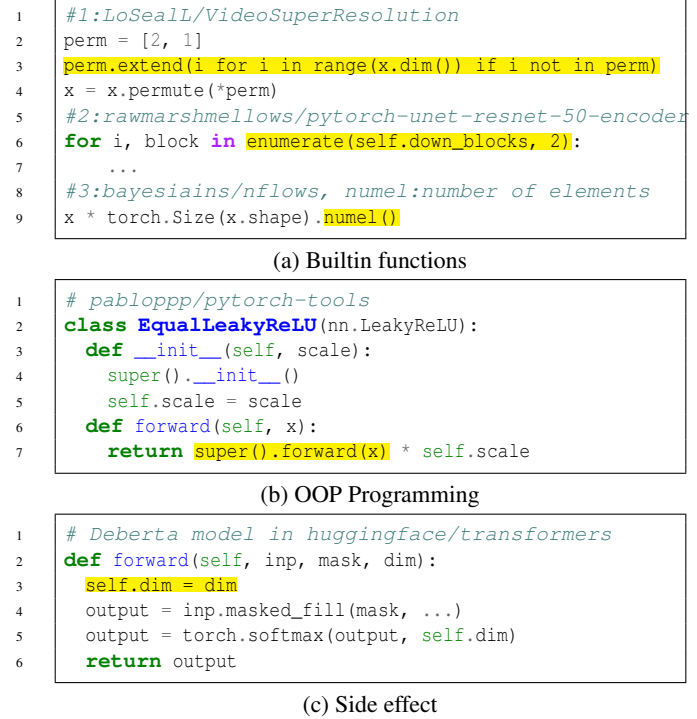 1 #1:LoSealL/VideoSuperResolution
2 perm = [2, 1]
3 perm.extend(i for i in range(x.dim()) if i not in perm)
4 x = x.permute(*perm)
5 #2:rawmarshmellows/pytorch-unet-resnet-50-encoder
6 for i, block in enumerate(self.down_blocks, 2):
7 ...
8 #3:bayesiains/nflows, numel:number of elements
9 x * torch.Size(x.shape).numel()
(a) Builtin functions
1 # pabloppp/pytorch-tools
2 class EqualLeakyReLU(nn.LeakyReLU):
3 def __init__(self, scale):
4 super().__init__()
5 self.scale = scale
6 def forward(self, x):
7 return super().forward(x) * self.scale
(b) OOP Programming
1 # Deberta model in huggingface/transformers
2 def forward(self, inp, mask, dim):
3 self.dim = dim
4 output = inp.masked_fill(mask, ...)
5 output = torch.softmax(output, self.dim)
6 return output
(c) Side effect